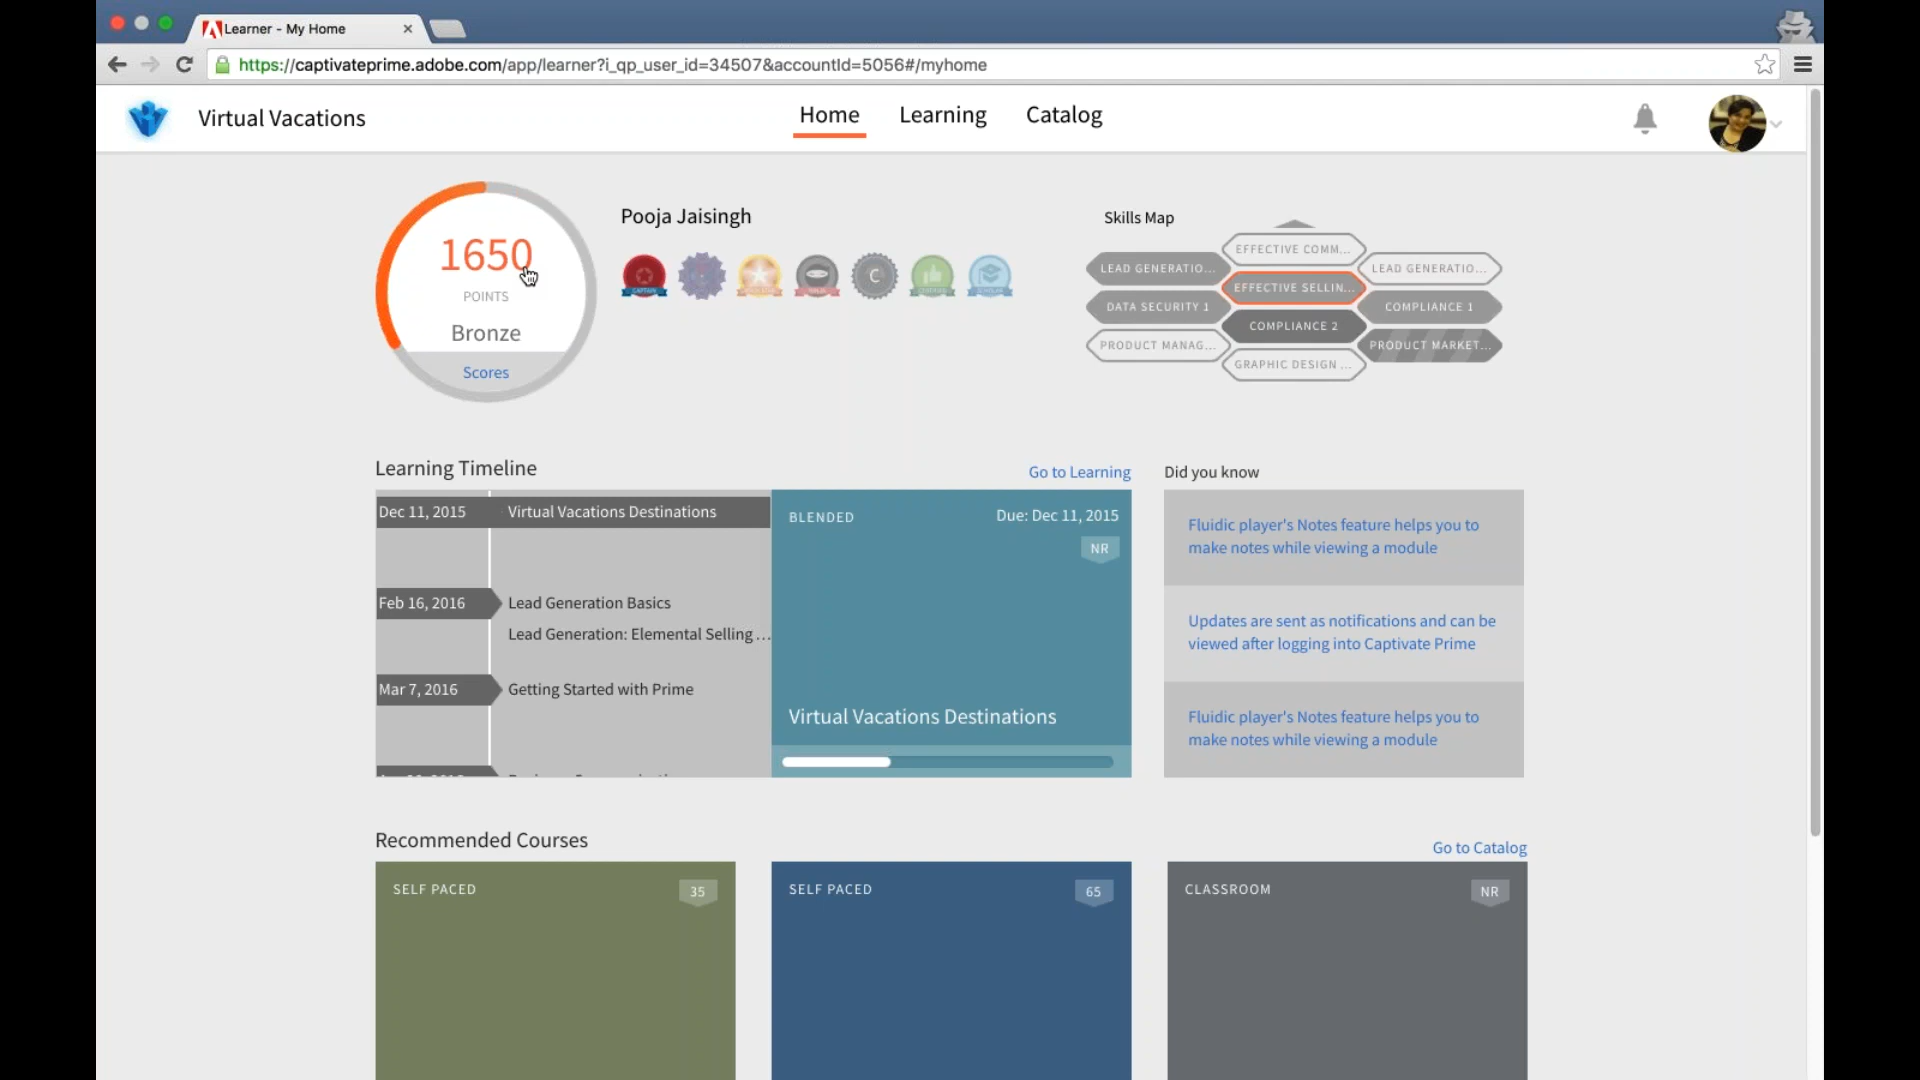 Learner - My Home
https://captivateprime.adobe.com/app/learner?i_qp_user_id=34507&accountId=5056#/myhome
Virtual Vacations
Home
Learning
Catalog
1650
POINTS
Bronze
Scores
Pooja Jaisingh
CAPTAIN
NINJA
C
SCHOLAR
Skills Map
EFFECTIVE COMM...
LEAD GENERATIO...
LEAD GENERATIO...
EFFECTIVE SELLIN...
DATA SECURITY 1
COMPLIANCE 1
COMPLIANCE 2
PRODUCT MANAG...
PRODUCT MARKET...
GRAPHIC DESIGN ...
Learning Timeline
Go to Learning
Dec 11, 2015 Virtual Vacations Destinations
Feb 16, 2016 Lead Generation Basics
Lead Generation: Elemental Selling ...
Mar 7, 2016 Getting Started with Prime
BLENDED
Due: Dec 11, 2015
NR
Virtual Vacations Destinations
Did you know
Fluidic player's Notes feature helps you to
make notes while viewing a module
Updates are sent as notifications and can be
viewed after logging into Captivate Prime
Fluidic player's Notes feature helps you to
make notes while viewing a module
Recommended Courses
Go to Catalog
SELF PACED
35
SELF PACED
65
CLASSROOM
NR